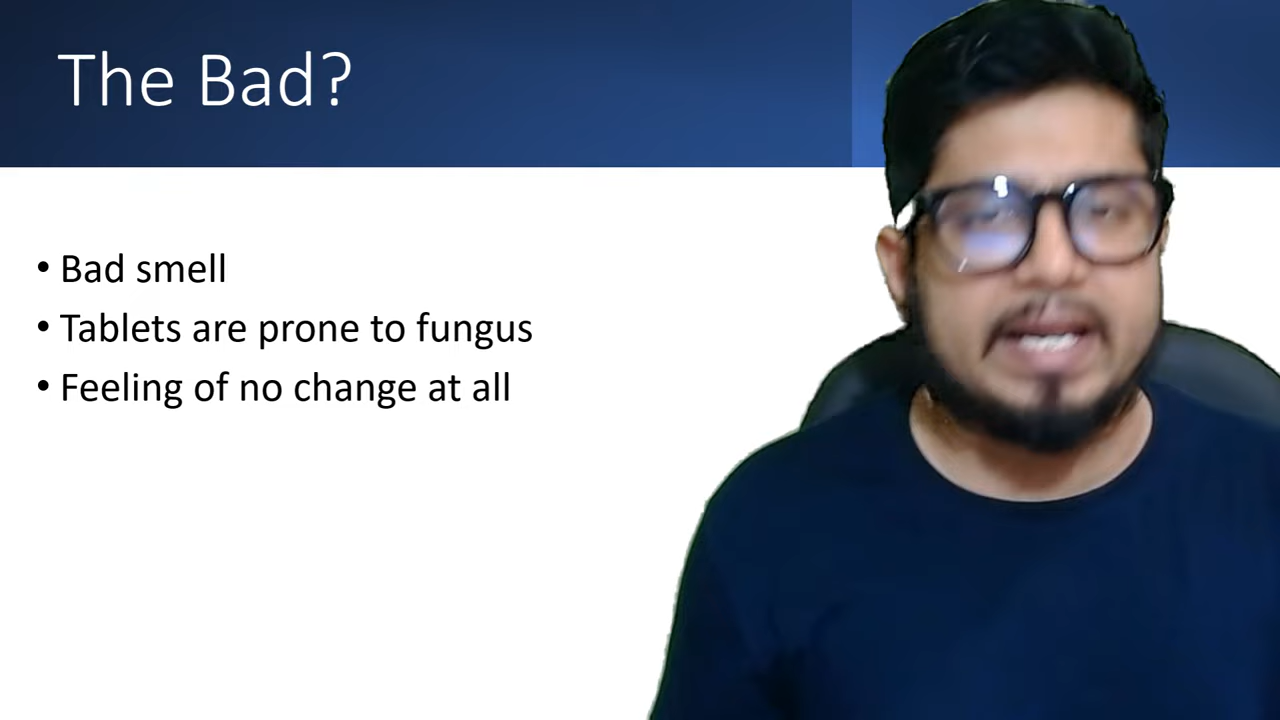 The Bad?
• Bad smell
• Tablets are prone to fungus
• Feeling of no change at all